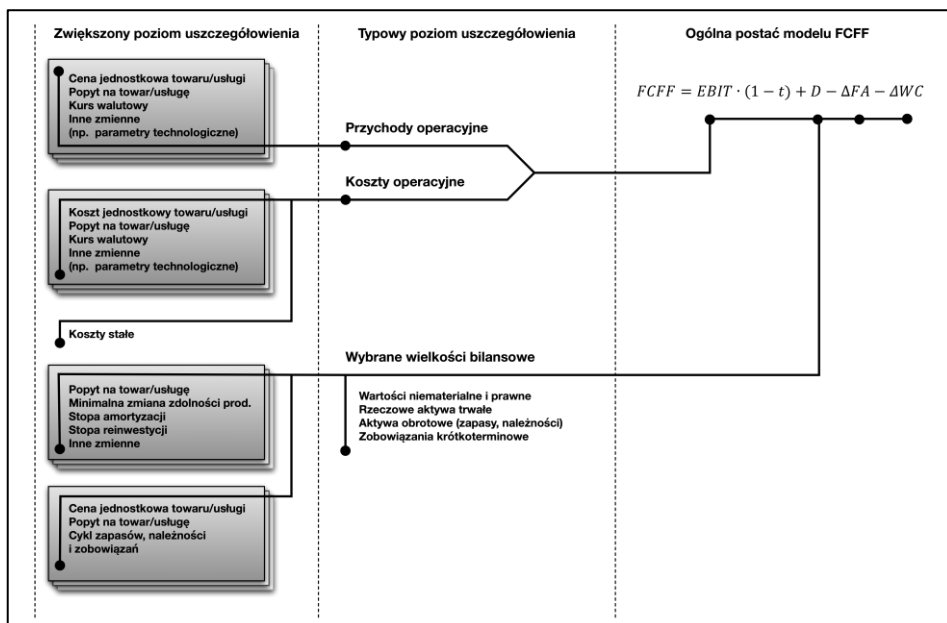 Zwiększony poziom uszczegółowienia
Typowy poziom uszczegółowienia
Ogólna postać modelu FCFF
Cena jednostkowa towaru/usługi
Popyt na towar/usługę
Kurs walutowy
Inne zmienne
(np. parametry technologiczne)
FCFF = EBIT · (1 − t) + D − ΔFA − ΔWC
Przychody operacyjne
Koszty operacyjne
Koszt jednostkowy towaru/usługi
Popyt na towar/usługę
Kurs walutowy
Inne zmienne
(np. parametry technologiczne)
Koszty stałe
Wybrane wielkości bilansowe
Popyt na towar/usługę
Minimalna zmiana zdolności prod.
Stopa amortyzacji
Stopa reinwestycji
Inne zmienne
Wartości niematerialne i prawne
Rzeczowe aktywa trwałe
Aktywa obrotowe (zapasy, należności)
Zobowiązania krótkoterminowe
Cena jednostkowa towaru/usługi
Popyt na towar/usługę
Cykl zapasów, należności
i zobowiązań